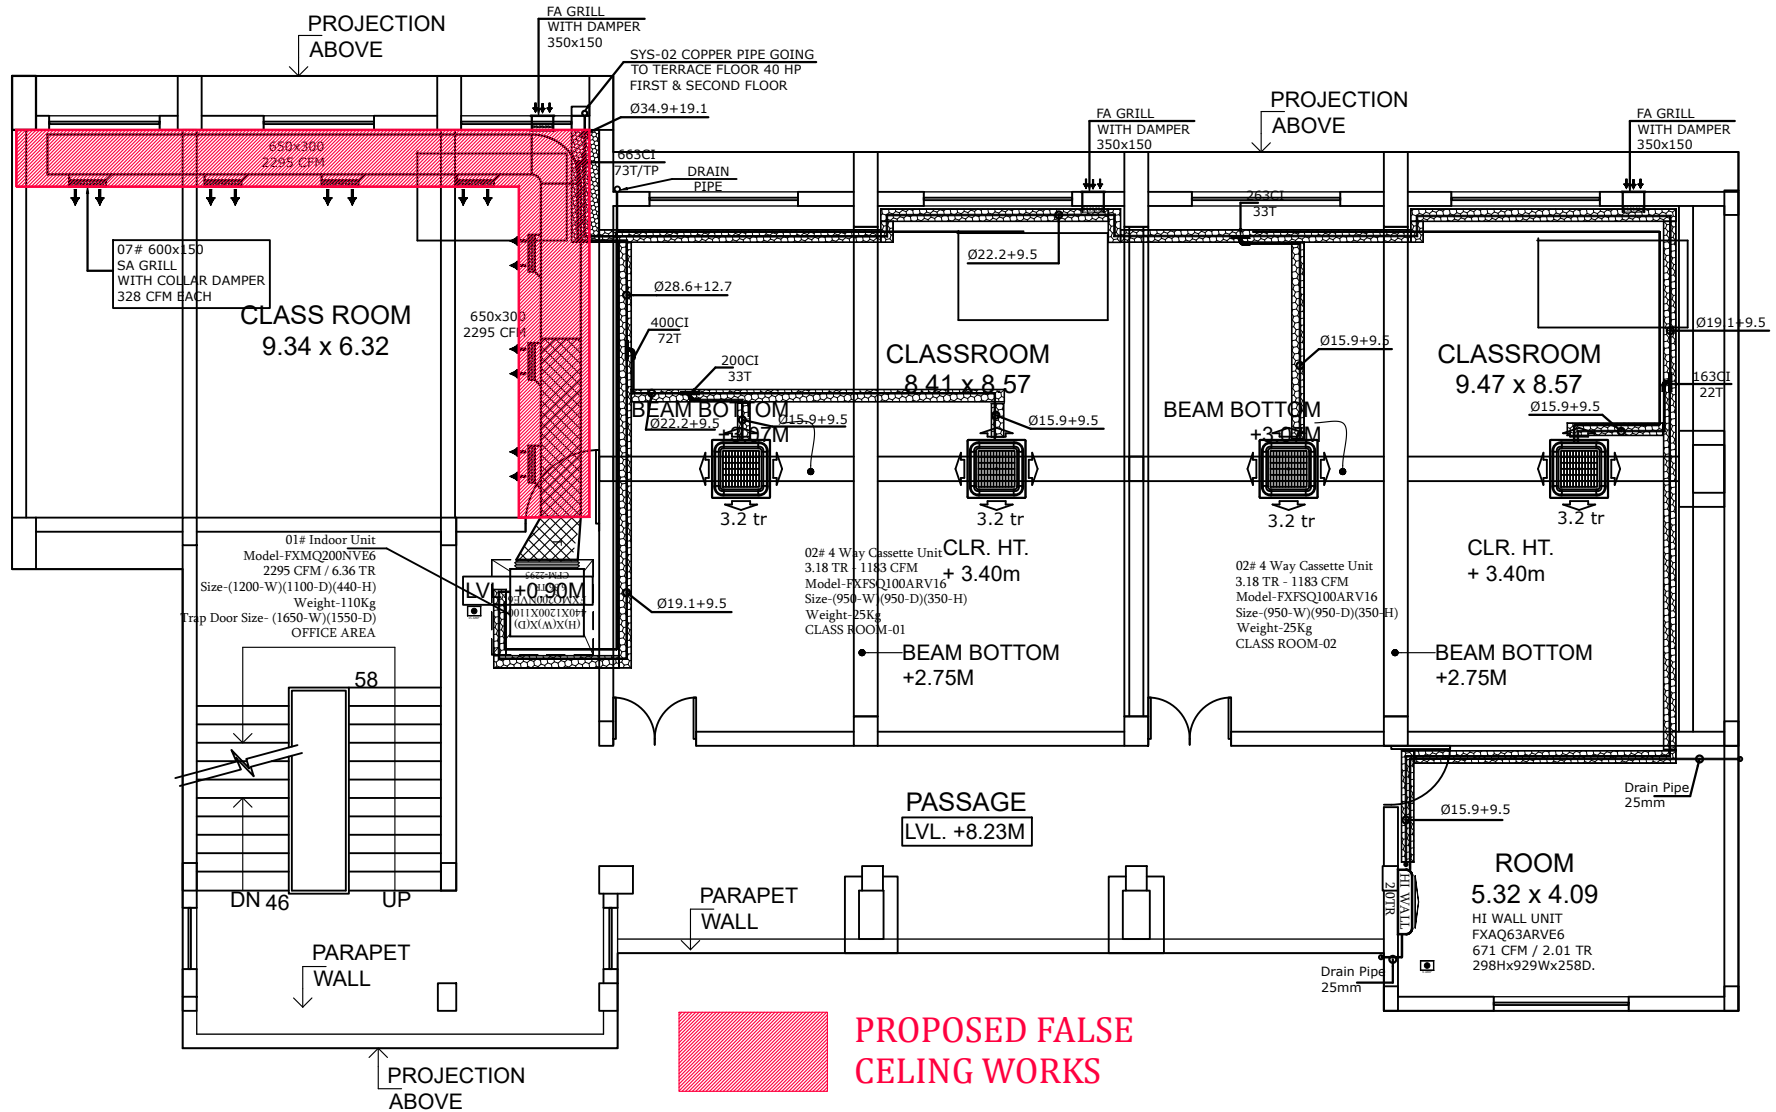 PROJECTION
ABOVE
FA GRILL
WITH DAMPER
350x150
SYS-02 COPPER PIPE GOING
TO TERRACE FLOOR 40 HP
FIRST & SECOND FLOOR
Ø34.9+19.1
FA GRILL
WITH DAMPER
350x150
PROJECTION
ABOVE
FA GRILL
WITH DAMPER
350x150
650x300
2295 CFM
663CI
73T/TP
DRAIN
PIPE
263CI
33T
07# 600x150
SA GRILL
WITH COLLAR DAMPER
328 CFM EACH
Ø22.2+9.5
Ø28.6+12.7
CLASS ROOM
9.34 x 6.32
650x300
2295 CFM
400CI
72T
200CI
33T
CLASSROOM
8.41 x 8.57
Ø15.9+9.5
CLASSROOM
9.47 x 8.57
Ø19.1+9.5
163CI
22T
BEAM BOTTOM
+3.07M
Ø22.2+9.5
Ø15.9+9.5
Ø15.9+9.5
BEAM BOTTOM
+3.07M
Ø15.9+9.5
3.2 tr
3.2 tr
3.2 tr
3.2 tr
01# Indoor Unit
Model-FXMQ200NVE6
2295 CFM / 6.36 TR
Size-(1200-W)(1100-D)(440-H)
Weight-110Kg
Trap Door Size- (1650-W)(1550-D)
OFFICE AREA
LVL. +0.90M
CFM-2295
FXMQ200NVE6
440X1200X1100
(H)X(W)X(D)
Ø19.1+9.5
02# 4 Way Cassette Unit
3.18 TR - 1183 CFM
Model-FXFSQ100ARV16
Size-(950-W)(950-D)(350-H)
Weight-25Kg
CLASS ROOM-01
CLR. HT.
+ 3.40m
02# 4 Way Cassette Unit
3.18 TR - 1183 CFM
Model-FXFSQ100ARV16
Size-(950-W)(950-D)(350-H)
Weight-25Kg
CLASS ROOM-02
CLR. HT.
+ 3.40m
BEAM BOTTOM
+2.75M
BEAM BOTTOM
+2.75M
58
DN 46
UP
PASSAGE
LVL. +8.23M
Drain Pipe
25mm
Ø15.9+9.5
ROOM
5.32 x 4.09
HI WALL UNIT
FXAQ63ARVE6
671 CFM / 2.01 TR
298Hx929Wx258D.
HI WALL
2.0TR
PARAPET
WALL
PARAPET
WALL
Drain Pipe
25mm
PROPOSED FALSE
CELING WORKS
PROJECTION
ABOVE